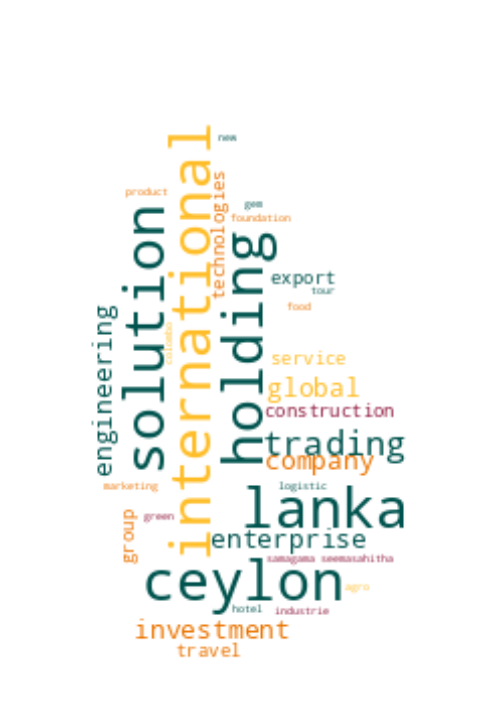 new
product
technologies
international
solution
gem
foundation
holding
export
tour
food
engineering
colombo
service
global
construction
trading
company
marketing
logistic
lanka
group
green
enterprise
samagama seemasahitha
ceylon
agro
hotel
industrie
investment
travel